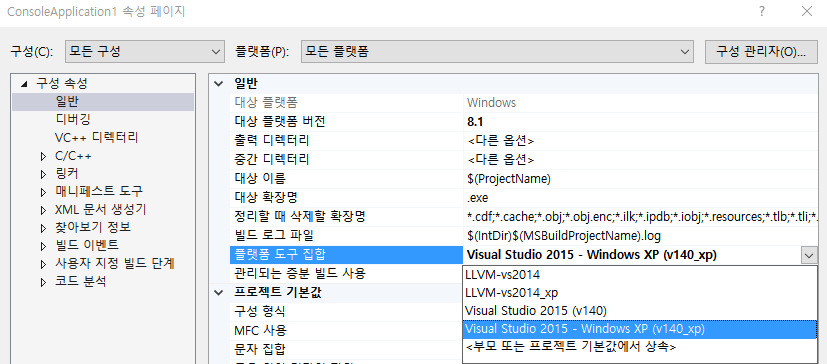 ConsoleApplication1 속성 페이지
구성(C): 모든 구성 플랫폼(P): 모든 플랫폼 구성 관리자(O)...
구성 속성
일반
디버깅
VC++ 디렉터리
C/C++
링커
매니페스트 도구
XML 문서 생성기
찾아보기 정보
빌드 이벤트
사용자 지정 빌드 단계
코드 분석
일반
대상 플랫폼 Windows
대상 플랫폼 버전 8.1
출력 디렉터리 <다른 옵션>
중간 디렉터리 <다른 옵션>
대상 이름 $(ProjectName)
대상 확장명 .exe
정리할 때 삭제할 확장명 *.cdf;*.cache;*.obj;*.obj.enc;*.ilk;*.ipdb;*.iobj;*.resources;*.tlb;*.tli;*.
빌드 로그 파일 $(IntDir)$(MSBuildProjectName).log
플랫폼 도구 집합 Visual Studio 2015 - Windows XP (v140_xp)
관리되는 증분 빌드 사용 LLVM-vs2014
LLVM-vs2014_xp
프로젝트 기본값
구성 형식 Visual Studio 2015 (v140)
MFC 사용 Visual Studio 2015 - Windows XP (v140_xp)
문자 집합 <부모 또는 프로젝트 기본값에서 상속>